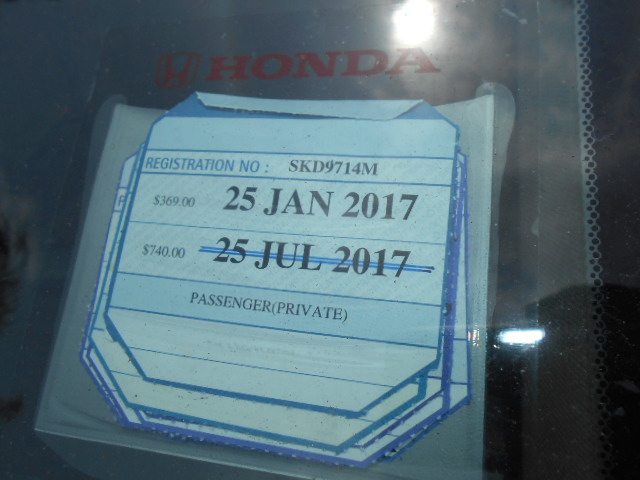 HONDA
REGISTRATION NO : SKD9714M
$369.00 25 JAN 2017
$740.00 25 JUL 2017
PASSENGER(PRIVATE)